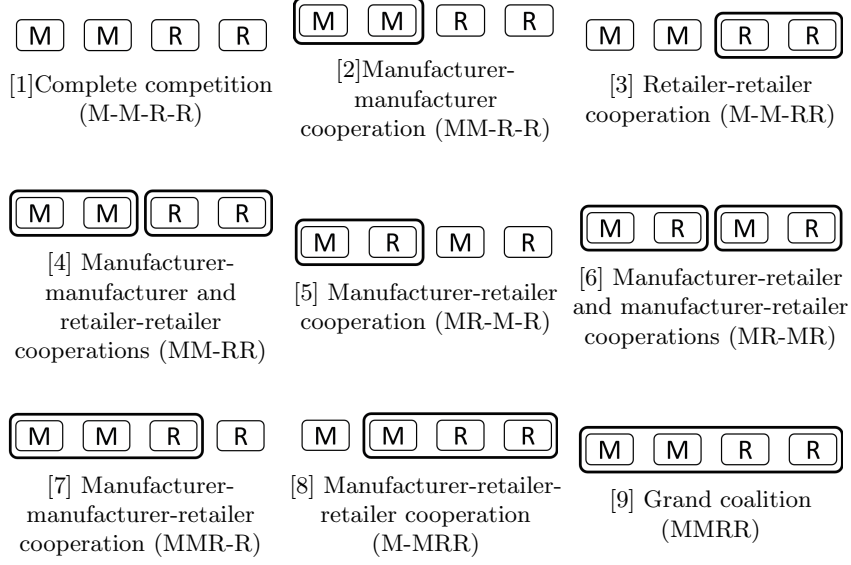 M M R R
[1]Complete competition
(M-M-R-R)
M M R R
[2]Manufacturer-
manufacturer
cooperation (MM-R-R)
M M R R
[3] Retailer-retailer
cooperation (M-M-RR)
M M R R
[4] Manufacturer-
manufacturer and
retailer-retailer
cooperations (MM-RR)
M R M R
[5] Manufacturer-retailer
cooperation (MR-M-R)
M R M R
[6] Manufacturer-retailer
and manufacturer-retailer
cooperations (MR-MR)
M M R R
[7] Manufacturer-
manufacturer-retailer
cooperation (MMR-R)
M M R R
[8] Manufacturer-retailer-
retailer cooperation
(M-MRR)
M M R R
[9] Grand coalition
(MMRR)